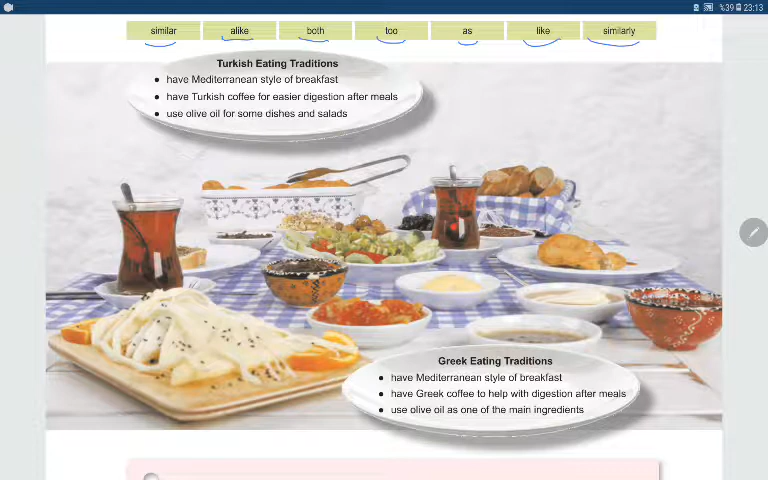 %39 23:13
similar alike both too as like similarly
Turkish Eating Traditions
• have Mediterranean style of breakfast
• have Turkish coffee for easier digestion after meals
• use olive oil for some dishes and salads
Greek Eating Traditions
• have Mediterranean style of breakfast
• have Greek coffee to help with digestion after meals
• use olive oil as one of the main ingredients